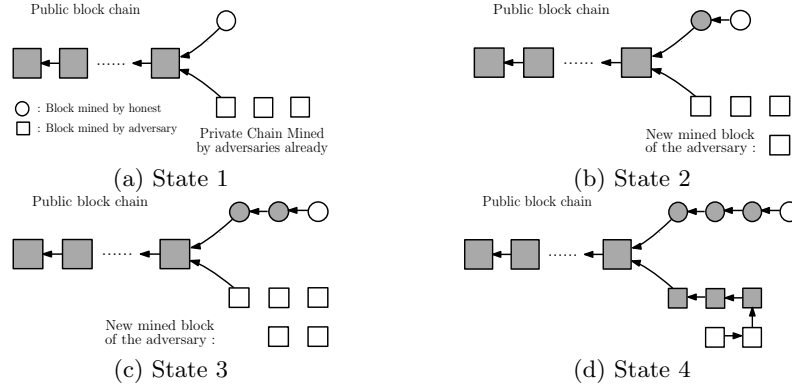 Public block chain
......
: Block mined by honest
: Block mined by adversary
Private Chain Mined
by adversaries already
(a) State 1
Public block chain
......
New mined block
of the adversary :
(b) State 2
Public block chain
......
New mined block
of the adversary :
(c) State 3
Public block chain
......
(d) State 4